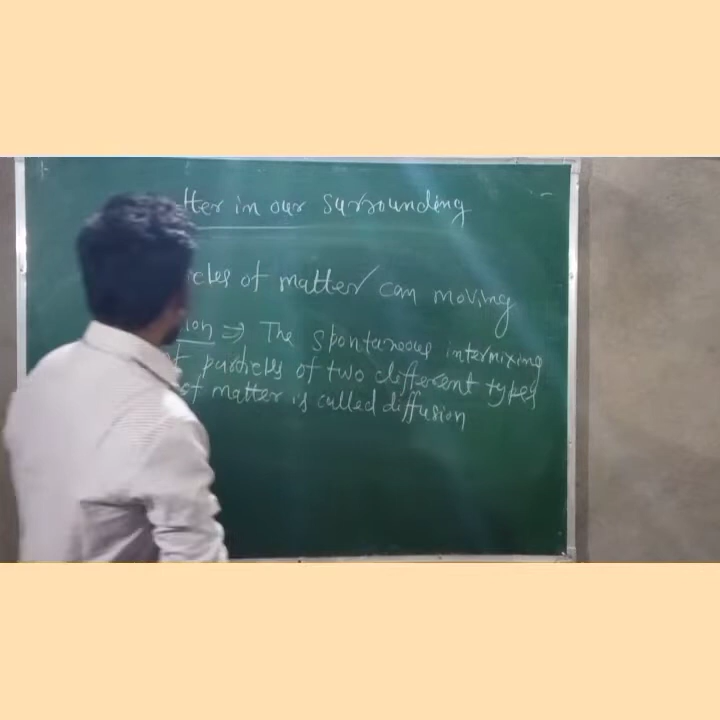 tter in our surrounding
cles of matter can moving
ion ⇒ The spontaneous intermixing
of particles of two different types
of matter is called diffusion